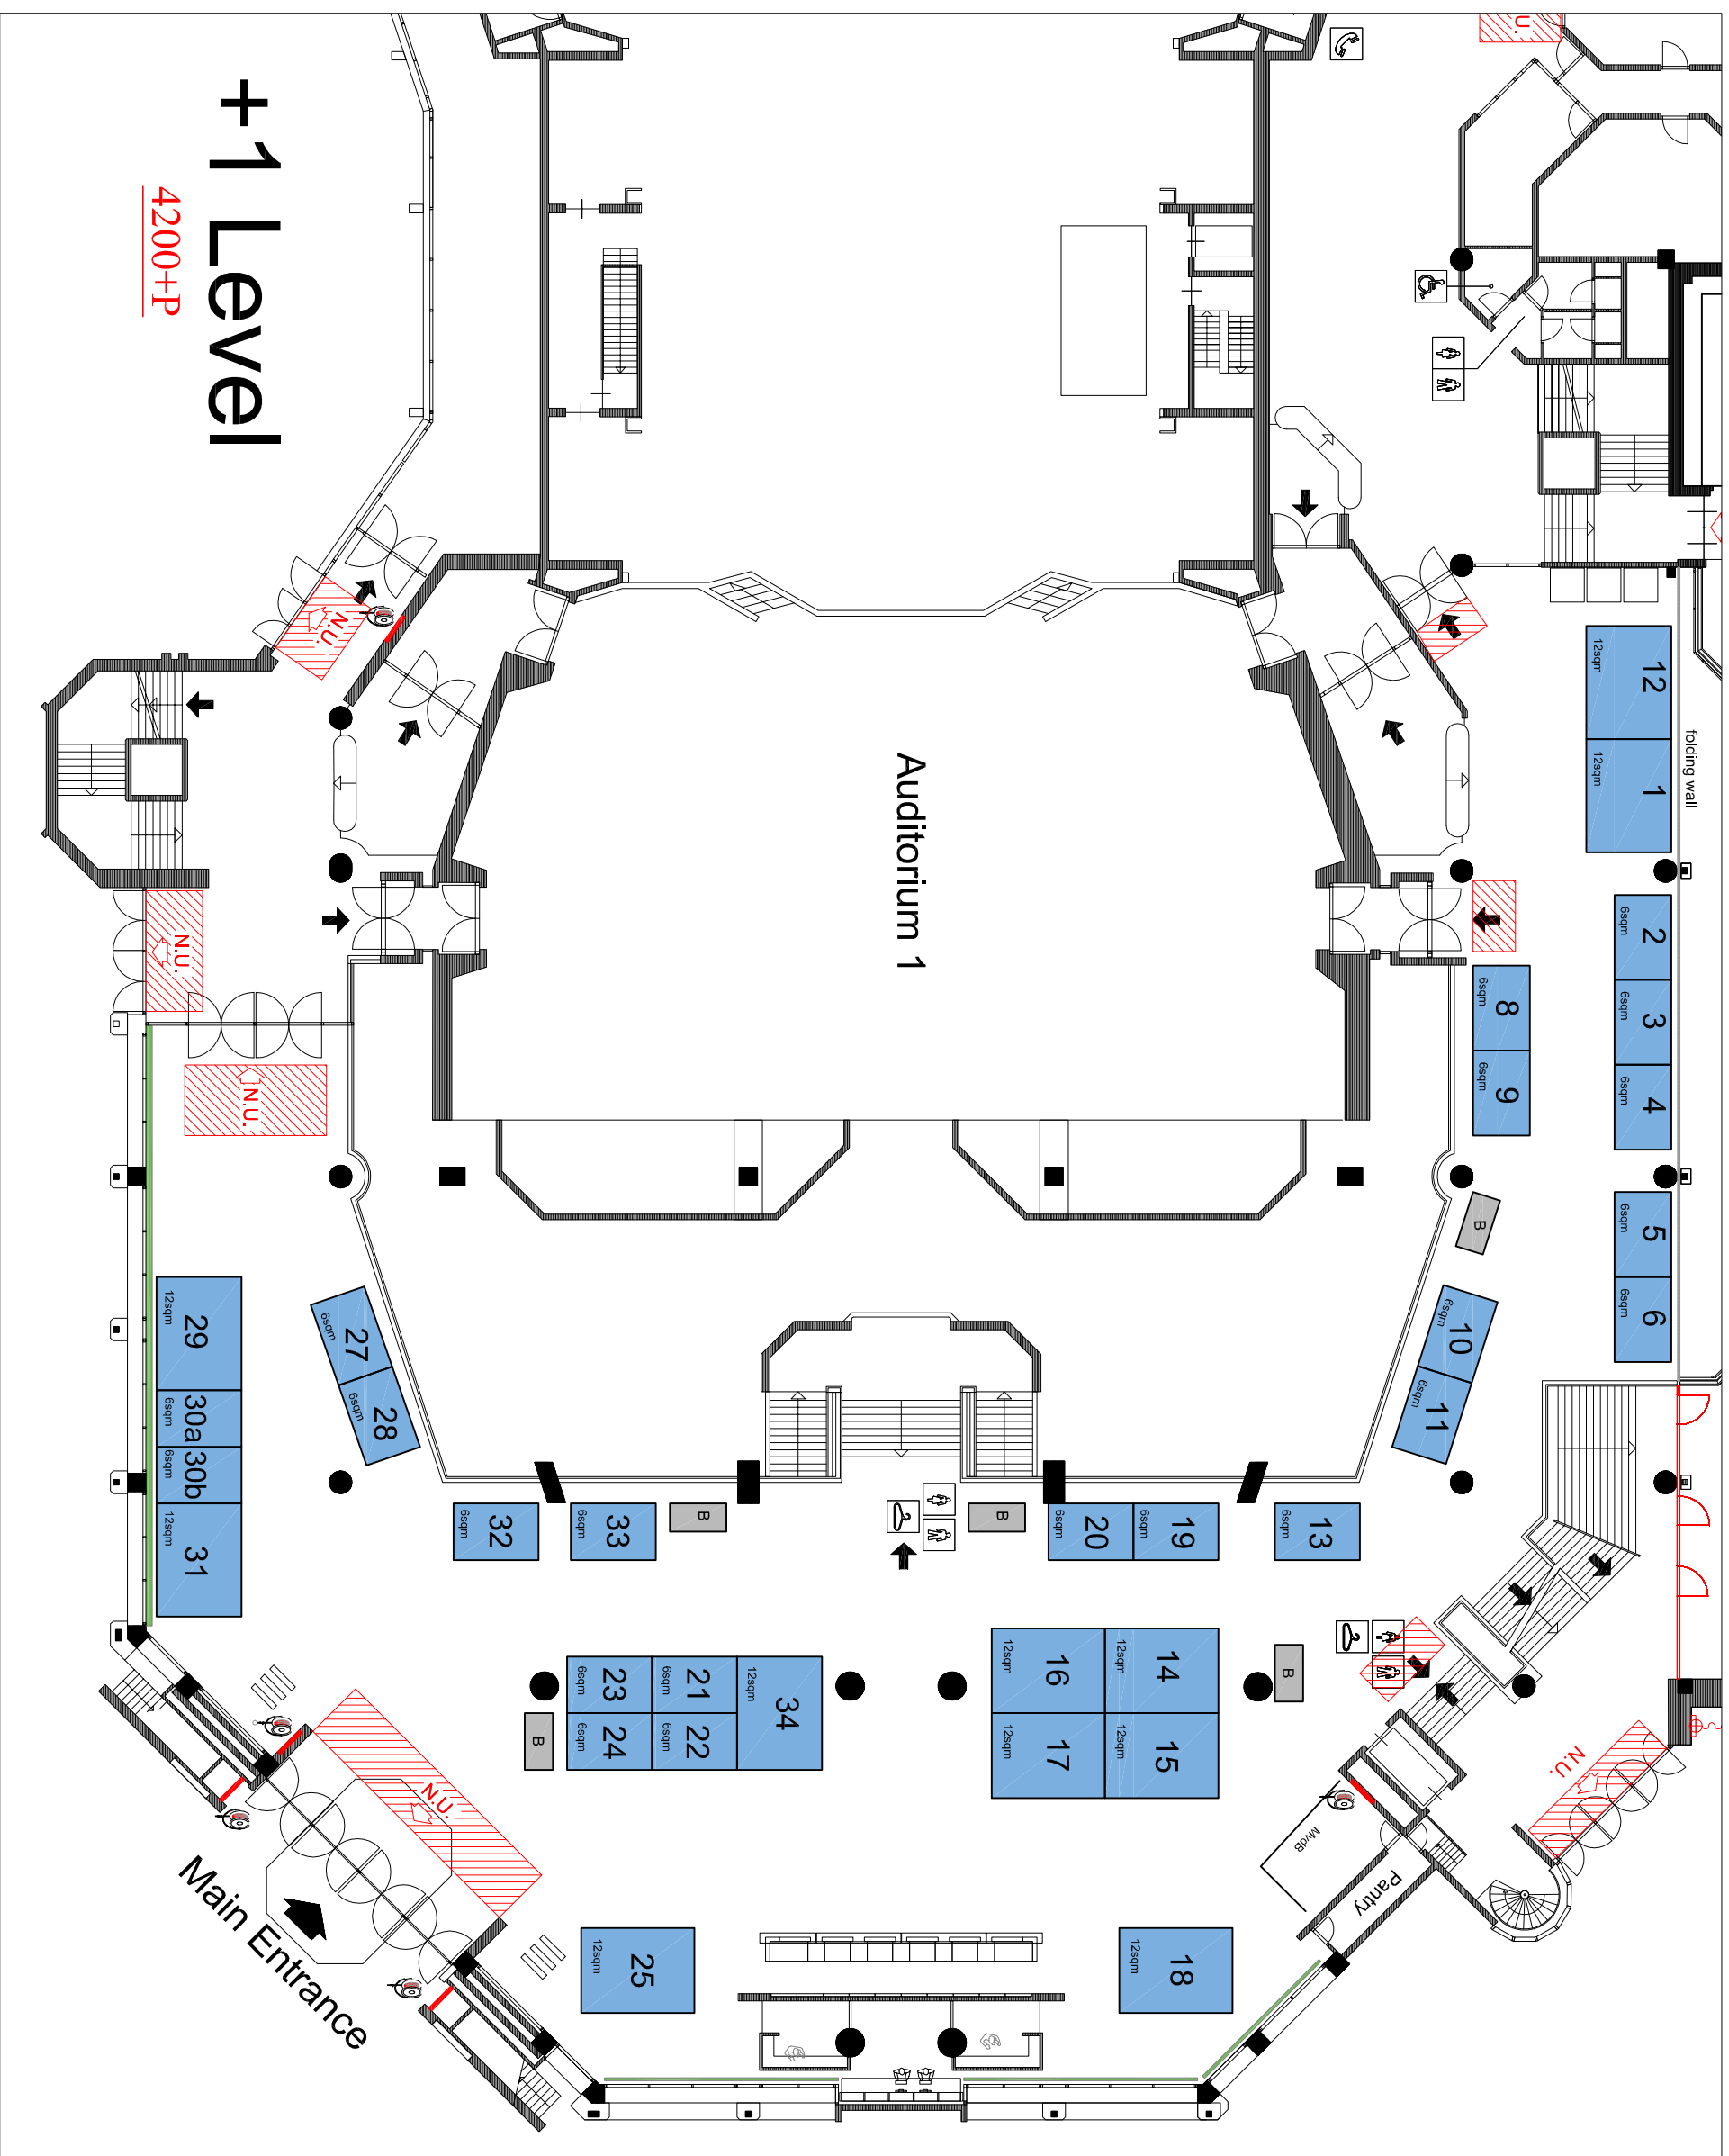 +1 Level
4200+P
Auditorium 1
Main Entrance
Pantry
MvdB
folding wall
U.
N.U.
N.U.
N.U.
N.U.
N.U.
12
12sqm
1
12sqm
2
6sqm
3
6sqm
4
6sqm
5
6sqm
6
6sqm
8
6sqm
9
6sqm
B
10
6sqm
11
6sqm
13
6sqm
19
6sqm
20
6sqm
B
B
33
6sqm
32
6sqm
27
6sqm
28
6sqm
29
12sqm
30a
6sqm
30b
6sqm
31
12sqm
B
14
12sqm
16
12sqm
15
12sqm
17
12sqm
34
12sqm
21
6sqm
23
6sqm
22
6sqm
24
6sqm
B
18
12sqm
25
12sqm